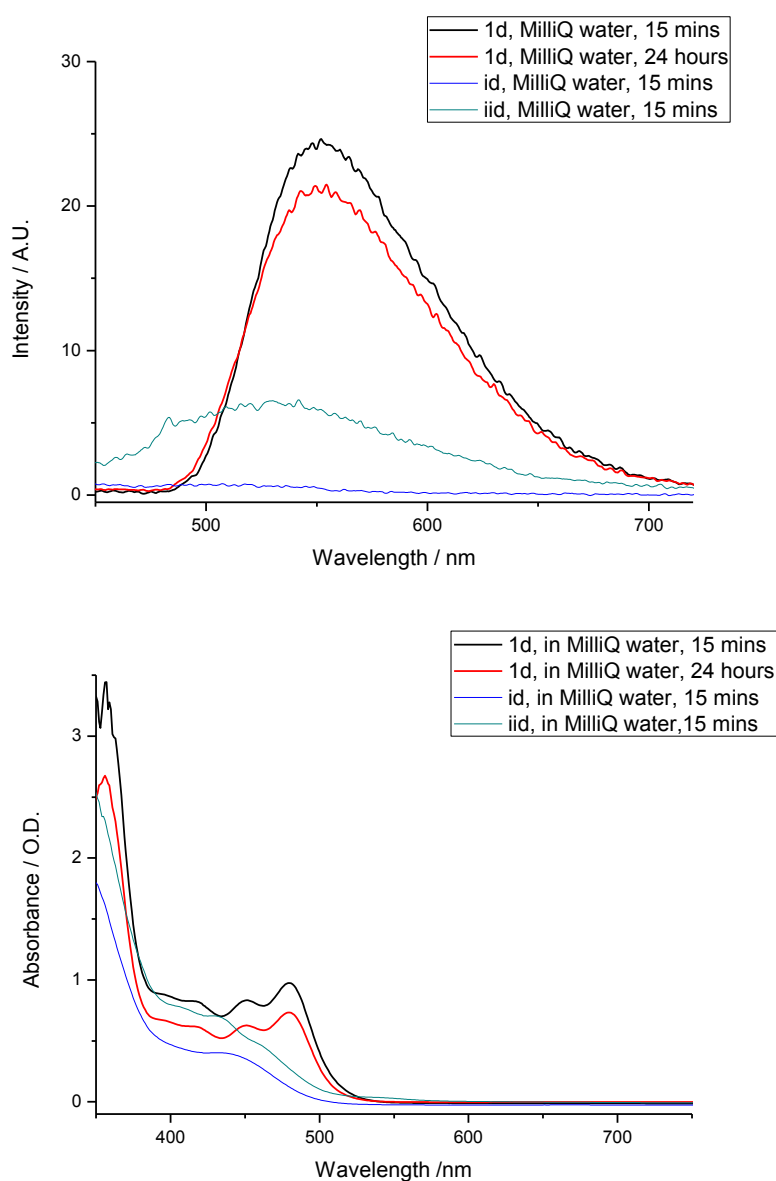 1d, MilliQ water, 15 mins
1d, MilliQ water, 24 hours
id, MilliQ water, 15 mins
iid, MilliQ water, 15 mins
30
20
10
0
Intensity / A.U.
500
600
700
Wavelength / nm
1d, in MilliQ water, 15 mins
1d, in MilliQ water, 24 hours
id, in MilliQ water, 15 mins
iid, in MilliQ water,15 mins
3
2
1
0
Absorbance / O.D.
400
500
600
700
Wavelength /nm